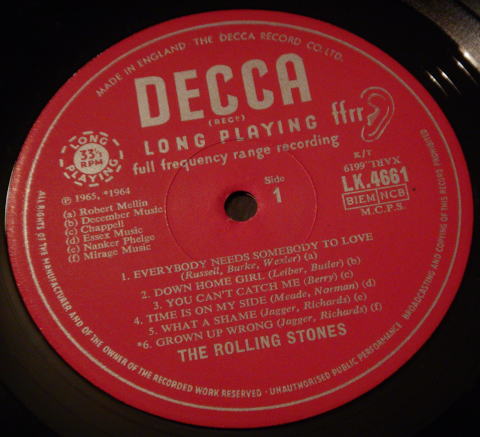 MADE IN ENGLAND THE DECCA RECORD CO. LTD.
DECCA
(REGD)
ffrr
LONG PLAYING
full frequency range recording
LONG PLAYING
33⅓ RPM
℗ 1965, *1964
(a) Robert Mellin
(b) December Music
(c) Chappell
(d) Essex Music
(e) Nanker Phelge
(f) Mirage Music
Side
1
K/T
XARL.6619
LK.4661
BIEM NCB
M.C.P.S.
1. EVERYBODY NEEDS SOMEBODY TO LOVE
(Russell, Burke, Wexler) (a)
2. DOWN HOME GIRL (Leiber, Butler) (b)
3. YOU CAN'T CATCH ME (Berry) (c)
4. TIME IS ON MY SIDE (Meade, Norman) (d)
5. WHAT A SHAME (Jagger, Richards) (e)
*6. GROWN UP WRONG (Jagger, Richards) (f)
THE ROLLING STONES
ALL RIGHTS OF THE MANUFACTURER AND OF THE OWNER OF THE RECORDED WORK RESERVED · UNAUTHORISED PUBLIC PERFORMANCE BROADCASTING AND COPYING OF THIS RECORD PROHIBITED